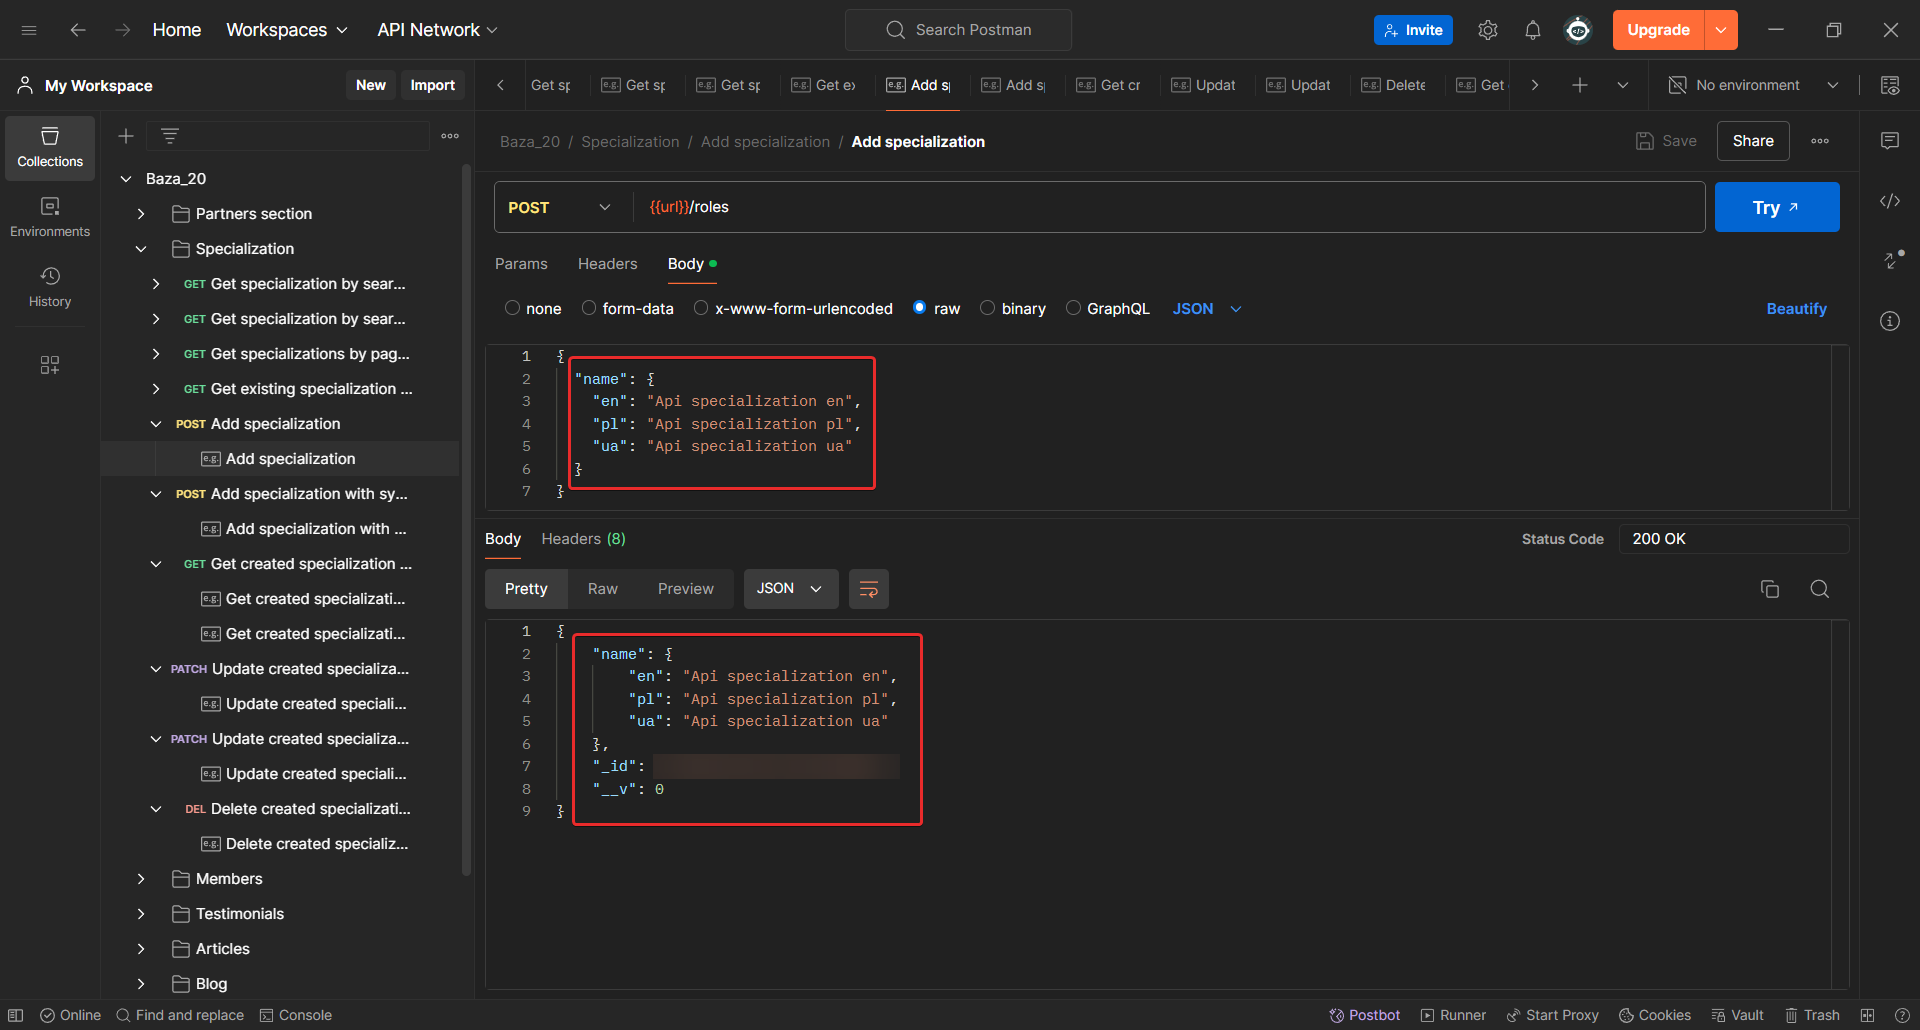 Home Workspaces API Network Search Postman Invite Upgrade
My Workspace New Import Get sp e.g. Get sp e.g. Get sp e.g. Get ex e.g. Add s e.g. Add s e.g. Get cr e.g. Updat e.g. Updat e.g. Delete e.g. Get No environment
Collections
Environments
History
Baza_20
Partners section
Specialization
GET Get specialization by sear...
GET Get specialization by sear...
GET Get specializations by pag...
GET Get existing specialization ...
POST Add specialization
e.g. Add specialization
POST Add specialization with sy...
e.g. Add specialization with ...
GET Get created specialization ...
e.g. Get created specializati...
e.g. Get created specializati...
PATCH Update created specializa...
e.g. Update created speciali...
PATCH Update created specializa...
e.g. Update created speciali...
DEL Delete created specializati...
e.g. Delete created specializ...
Members
Testimonials
Articles
Blog
Baza_20 / Specialization / Add specialization / Add specialization Save Share
POST {{url}}/roles Try
Params Headers Body
none form-data x-www-form-urlencoded raw binary GraphQL JSON Beautify
1 {
2 "name": {
3 "en": "Api specialization en",
4 "pl": "Api specialization pl",
5 "ua": "Api specialization ua"
6 }
7 }
Body Headers (8) Status Code 200 OK
Pretty Raw Preview JSON
1 {
2 "name": {
3 "en": "Api specialization en",
4 "pl": "Api specialization pl",
5 "ua": "Api specialization ua"
6 },
7 "_id":
8 "__v": 0
9 }
Online Find and replace Console Postbot Runner Start Proxy Cookies Vault Trash